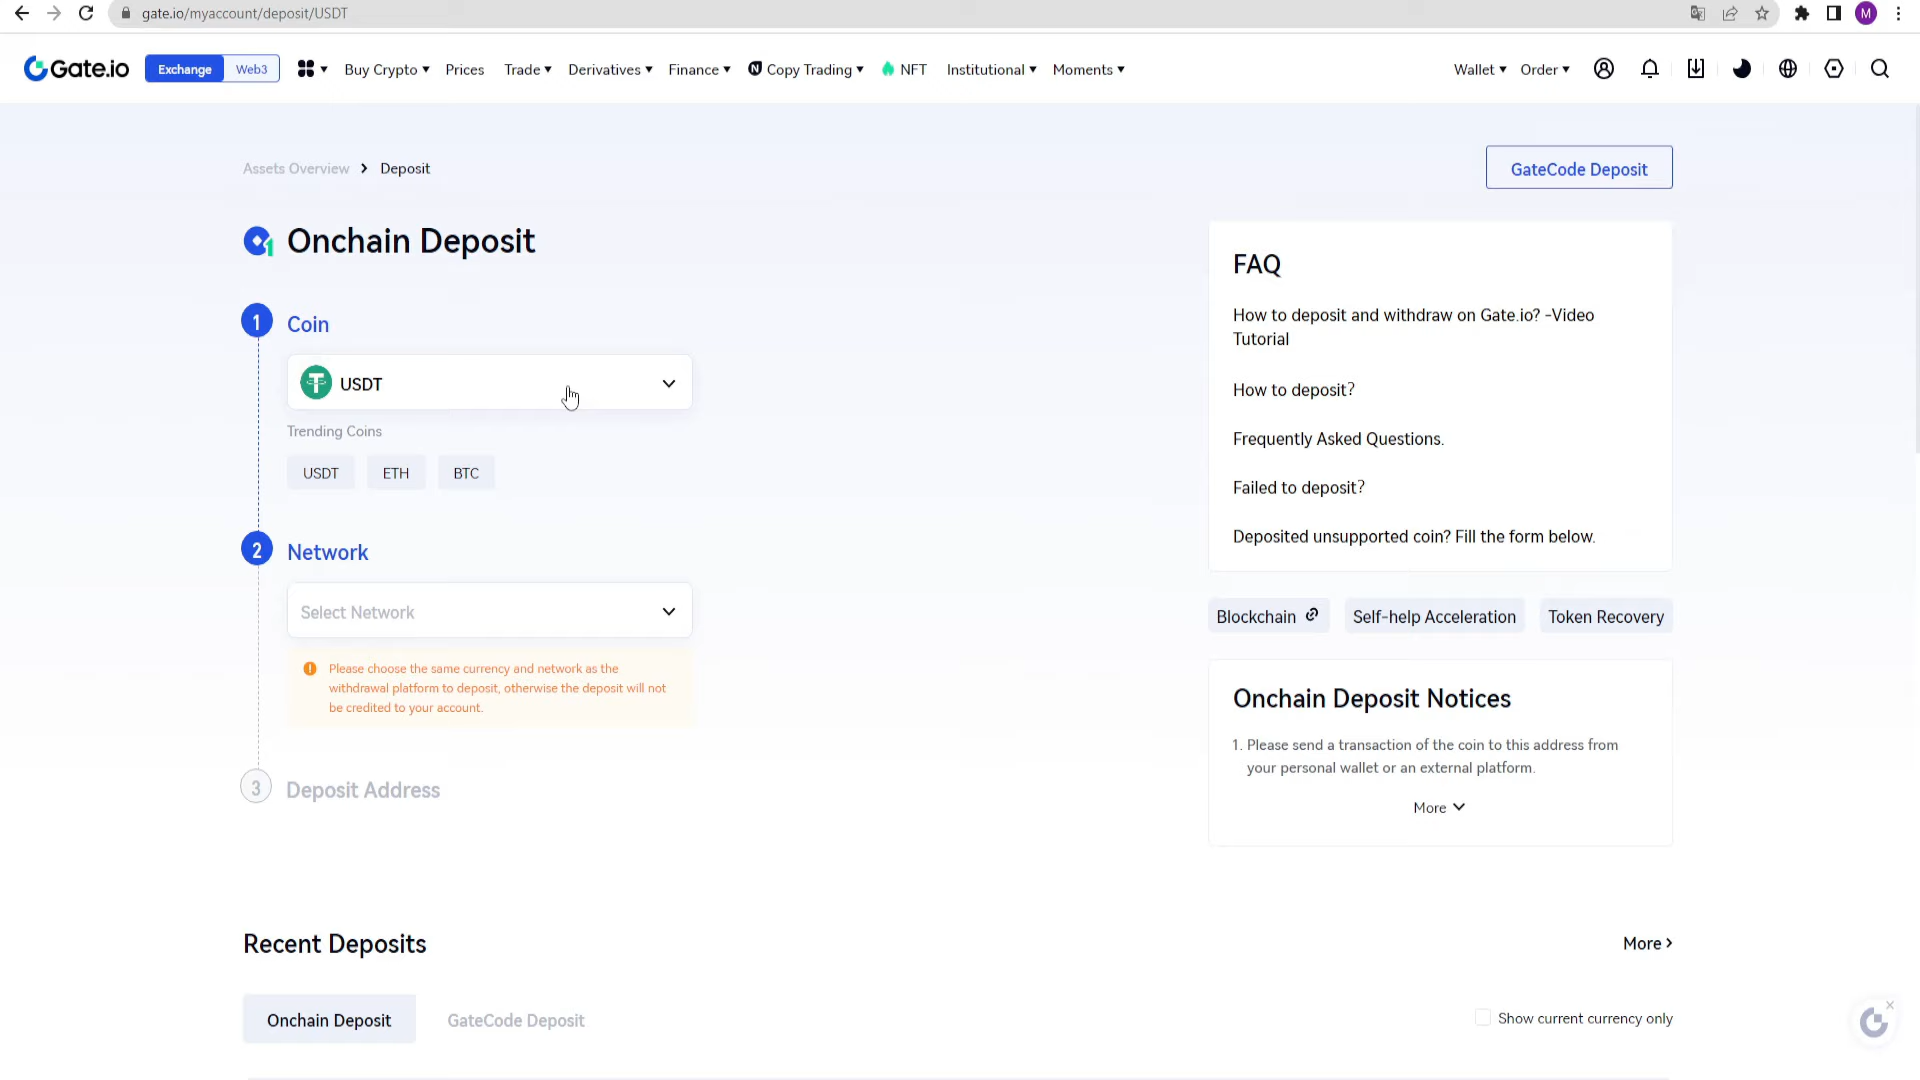 gate.io/myaccount/deposit/USDT
M
Gate.io
Exchange
Web3
Buy Crypto
Prices
Trade
Derivatives
Finance
Copy Trading
NFT
Institutional
Moments
Wallet
Order
Assets Overview > Deposit
GateCode Deposit
Onchain Deposit
1 Coin
USDT
Trending Coins
USDT
ETH
BTC
2 Network
Select Network
Please choose the same currency and network as the
withdrawal platform to deposit, otherwise the deposit will not
be credited to your account.
3 Deposit Address
FAQ
How to deposit and withdraw on Gate.io? -Video
Tutorial
How to deposit?
Frequently Asked Questions.
Failed to deposit?
Deposited unsupported coin? Fill the form below.
Blockchain
Self-help Acceleration
Token Recovery
Onchain Deposit Notices
1. Please send a transaction of the coin to this address from
your personal wallet or an external platform.
More
Recent Deposits
More >
Onchain Deposit
GateCode Deposit
Show current currency only